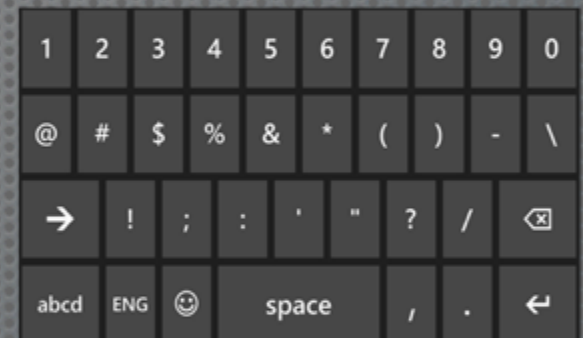 1 2 3 4 5 6 7 8 9 0
@ # $ % & * ( ) - \
→ ! ; : ' " ? /
abcd ENG ☺ space , .